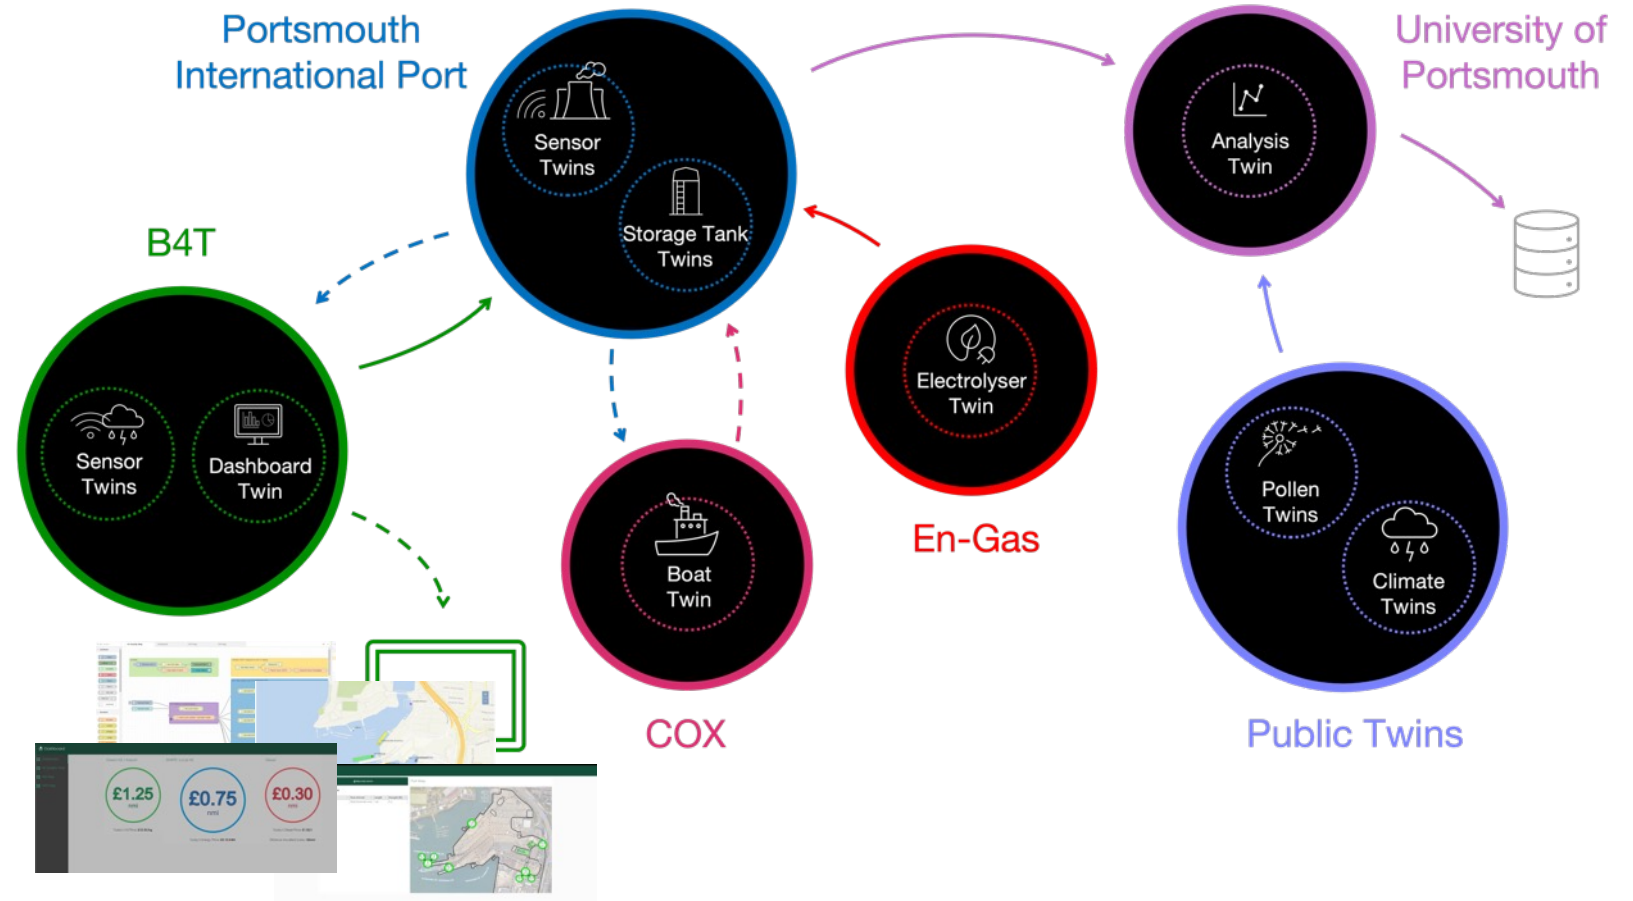 Portsmouth
International Port
University of
Portsmouth
Sensor
Twins
Storage Tank
Twins
Analysis
Twin
B4T
Electrolyser
Twin
Sensor
Twins
Dashboard
Twin
Pollen
Twins
En-Gas
Boat
Twin
Climate
Twins
COX
Public Twins
£1.25
£0.75
£0.30